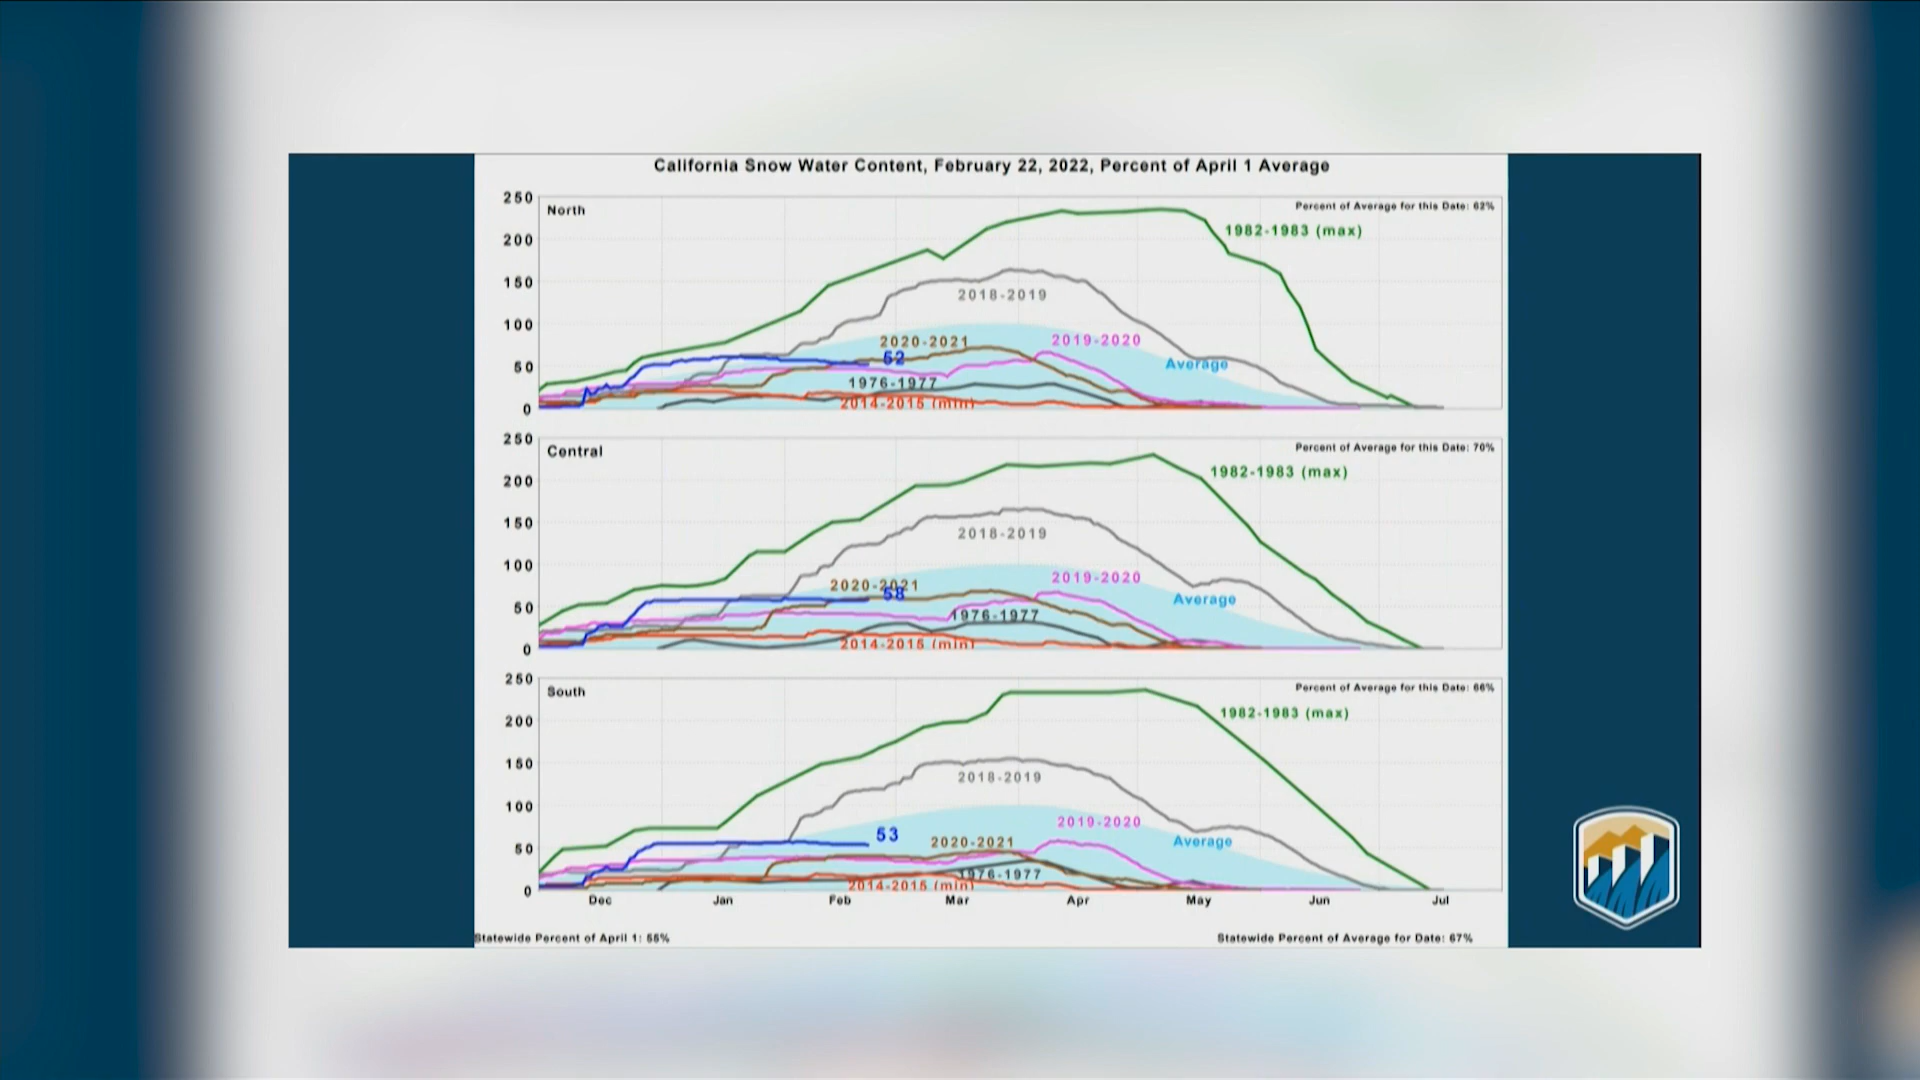 California Snow Water Content, February 22, 2022, Percent of April 1 Average
250
North
Percent of Average for this Date: 62%
1982-1983 (max)
200
150
2018-2019
100
2020-2021
2019-2020
52
Average
50
1976-1977
2014-2015 (min)
0
250
Central
Percent of Average for this Date: 70%
1982-1983 (max)
200
150
2018-2019
100
2020-2021
2019-2020
58
Average
50
1976-1977
2014-2015 (min)
0
250
South
Percent of Average for this Date: 66%
1982-1983 (max)
200
150
2018-2019
100
2019-2020
53
2020-2021
Average
50
1976-1977
2014-2015 (min)
0
Dec Jan Feb Mar Apr May Jun Jul
Statewide Percent of April 1: 55%
Statewide Percent of Average for Date: 67%